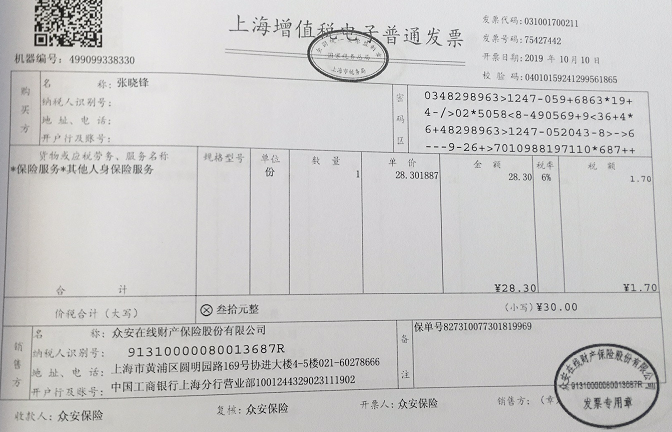 上海增值税电子普通发票
发票代码:031001700211
发票号码:75427442
开票日期:2019 年 10 月 10 日
校 验 码:04010159241299561865
机器编号:499099338330
购买方
名 称:张晓锋
纳税人识别号:
地 址、电 话:
开户行及账号:
密码区
0348298963>1247-059+6863*19+
4-/>02*5058<8-490569+9<36+4*
6+48298963>1247-052043-8>->6
---9-26+>7010988197110*687++
货物及应税劳务、服务名称 规格型号 单位 数 量 单 价 金 额 税率 税 额
*保险服务*其他人身保险服务 份 1 28.301887 28.30 6% 1.70
合 计 ¥28.30 ¥1.70
价税合计(大写) ⊗ 叁拾元整 (小写)¥30.00
销售方
名 称:众安在线财产保险股份有限公司
纳税人识别号:91310000080013687R
地 址、电 话:上海市黄浦区圆明园路169号协进大楼4-5楼021-60278666
开户行及账号:中国工商银行上海分行营业部1001244329023111902
备注
保单号827310077301819969
收款人:众安保险 复核:众安保险 开票人:众安保险 销售方:(章)
众安在线财产保险股份有限公司
发票专用章